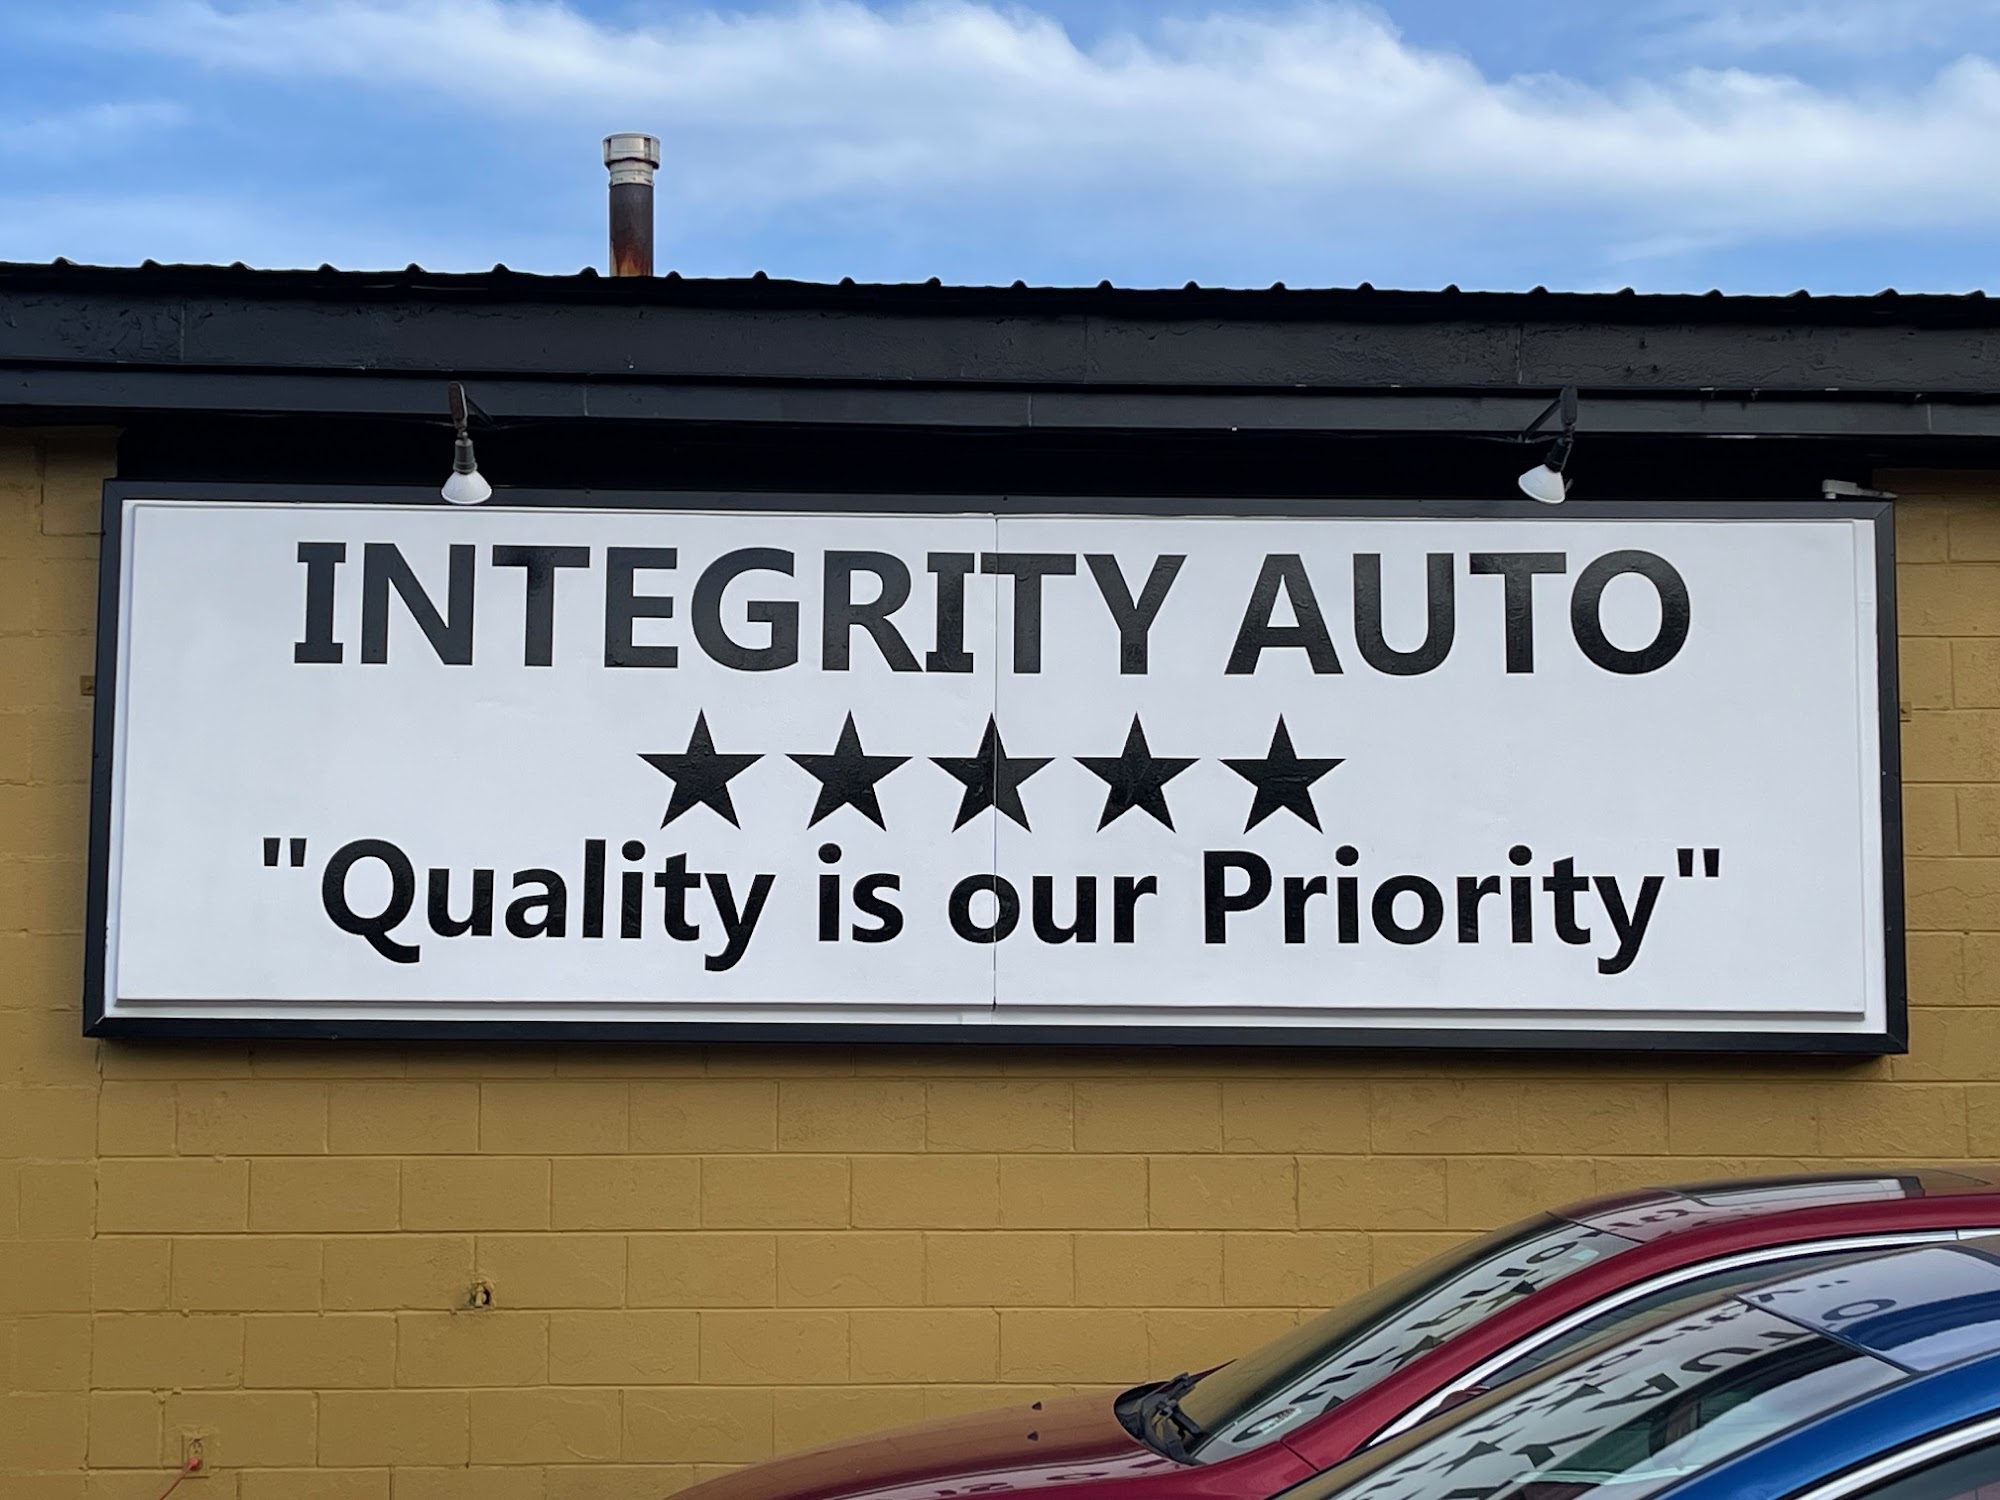 INTEGRITY AUTO
★★★★★
"Quality is our Priority"